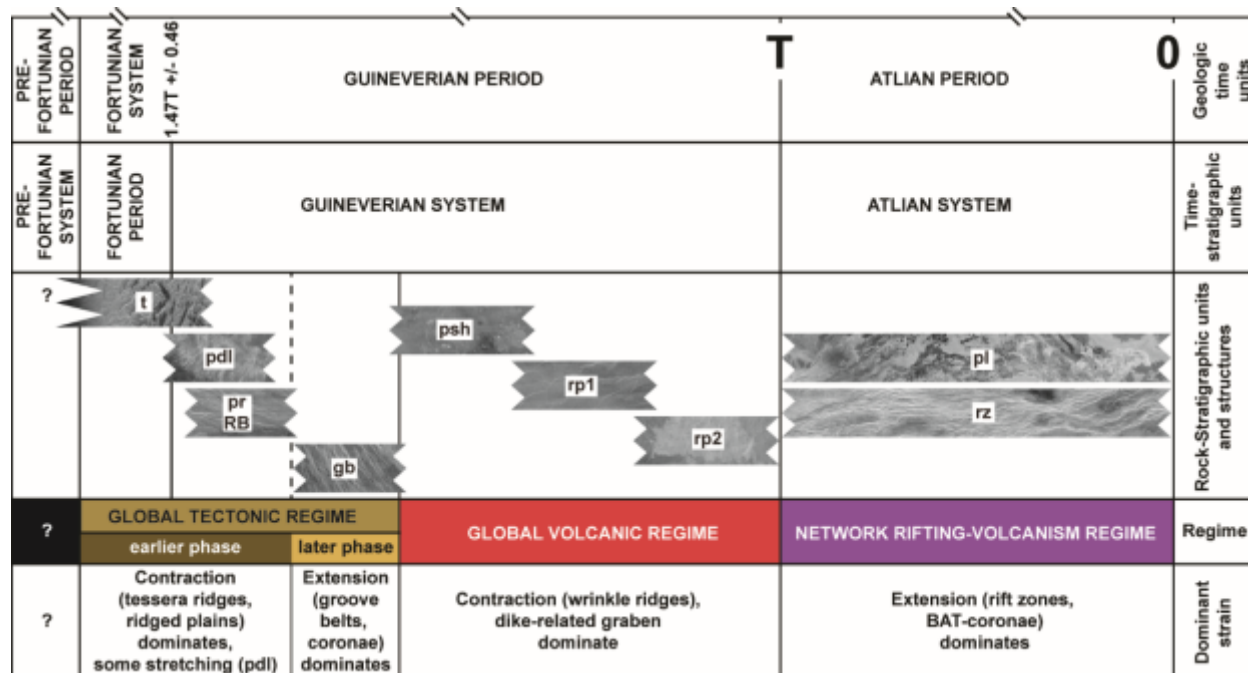 PRE-
FORTUNIAN
PERIOD
FORTUNIAN
SYSTEM
1.47T +/- 0.46
GUINEVERIAN PERIOD
T
ATLIAN PERIOD
0
Geologic
time
units
PRE-
FORTUNIAN
SYSTEM
FORTUNIAN
PERIOD
GUINEVERIAN SYSTEM
ATLIAN SYSTEM
Time-
stratigraphic
units
?
t
pdl
pr
RB
gb
psh
rp1
rp2
pl
rz
Rock-Stratigraphic units
and structures
?
GLOBAL TECTONIC REGIME
earlier phase
later phase
GLOBAL VOLCANIC REGIME
NETWORK RIFTING-VOLCANISM REGIME
Regime
?
Contraction
(tessera ridges,
ridged plains)
dominates,
some stretching (pdl)
Extension
(groove
belts,
coronae)
dominates
Contraction (wrinkle ridges),
dike-related graben
dominate
Extension (rift zones,
BAT-coronae)
dominates
Dominant
strain